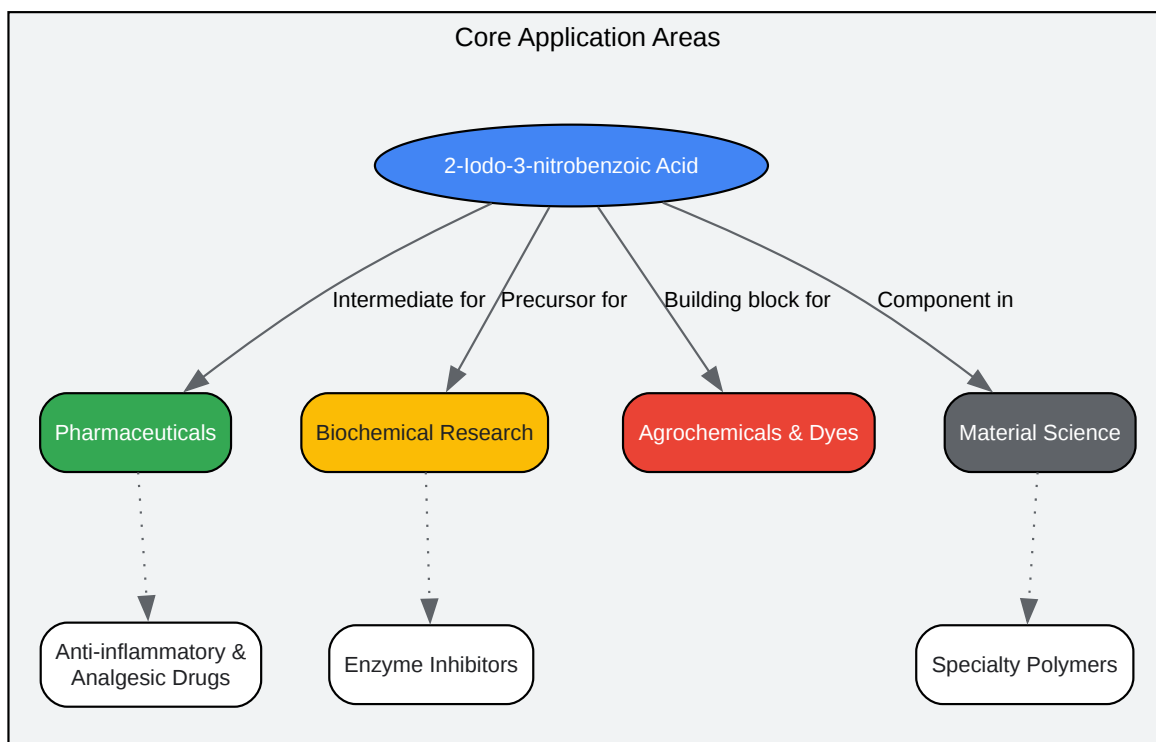 Core Application Areas
2-Iodo-3-nitrobenzoic Acid
Intermediate for
Precursor for
Building block for
Component in
Pharmaceuticals
Biochemical Research
Agrochemicals & Dyes
Material Science
Anti-inflammatory &
Analgesic Drugs
Enzyme Inhibitors
Specialty Polymers